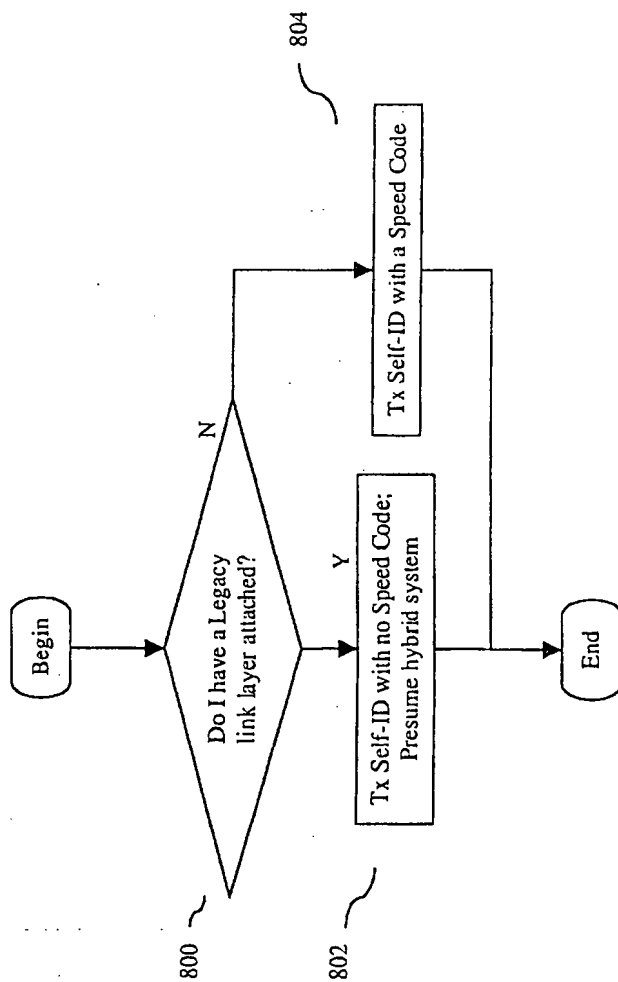 Begin
800
Do I have a Legacy
link layer attached?
N
804
802
Y
Tx Self-ID with no Speed Code;
Presume hybrid system
Tx Self-ID with a Speed Code
End